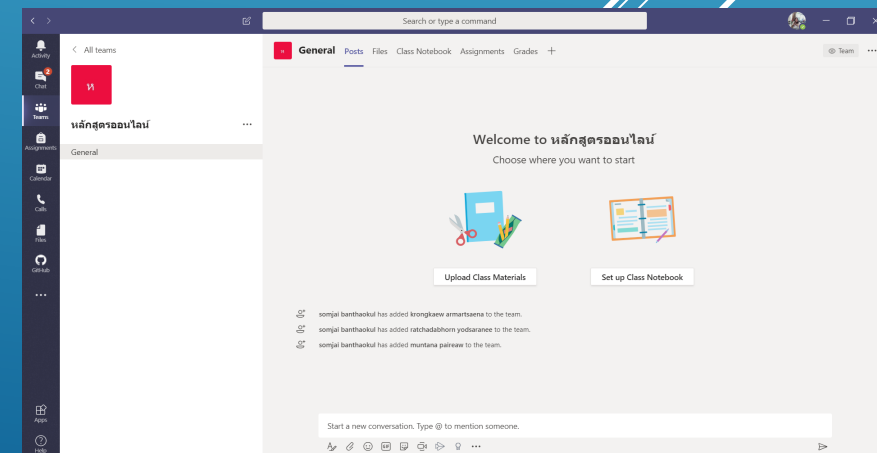 Search or type a command
Activity
2
Chat
Teams
Assignments
Calendar
Calls
Files
GitHub
Apps
Help
All teams
ห
หลักสูตรออนไลน์
General
ห General Posts Files Class Notebook Assignments Grades
Team
Welcome to หลักสูตรออนไลน์
Choose where you want to start
Upload Class Materials
Set up Class Notebook
somjai banthaokul has added krongkaew armartsaena to the team.
somjai banthaokul has added ratchadabhorn yodsaranee to the team.
somjai banthaokul has added muntana paireaw to the team.
Start a new conversation. Type @ to mention someone.
GIF